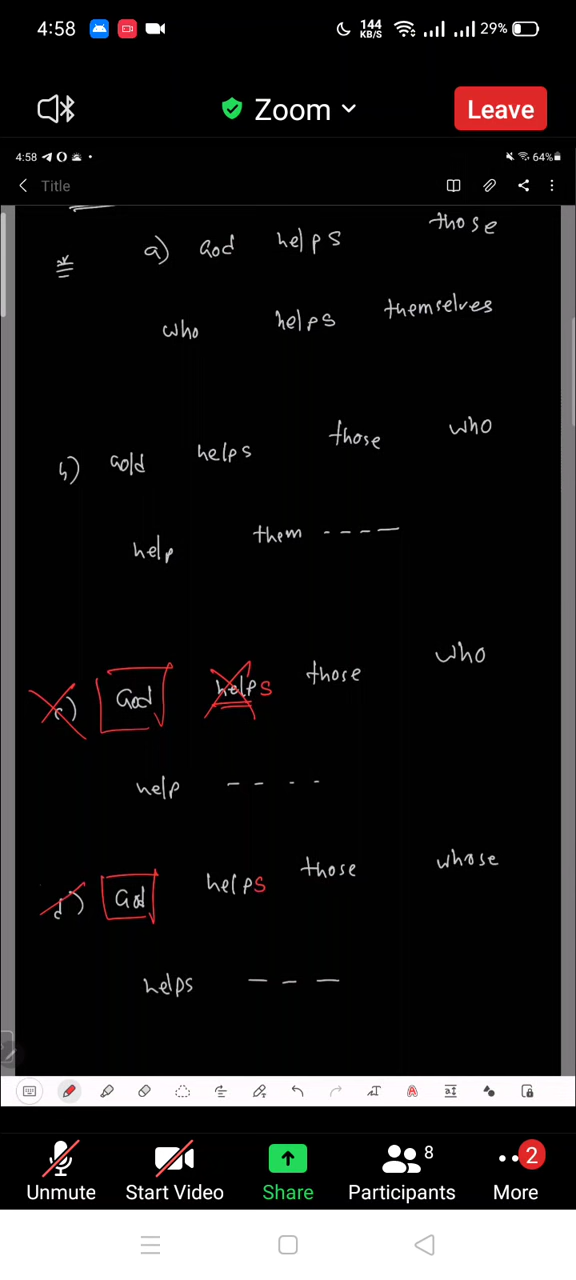 4:58 144 KB/S 29%
Zoom Leave
4:58 64%
Title
a) God helps those
who helps themselves
b) Gold helps those who
help them ----
c) God helps those who
help - - - -
d) God helps those whose
helps - - -
Unmute Start Video Share Participants 8 More 2